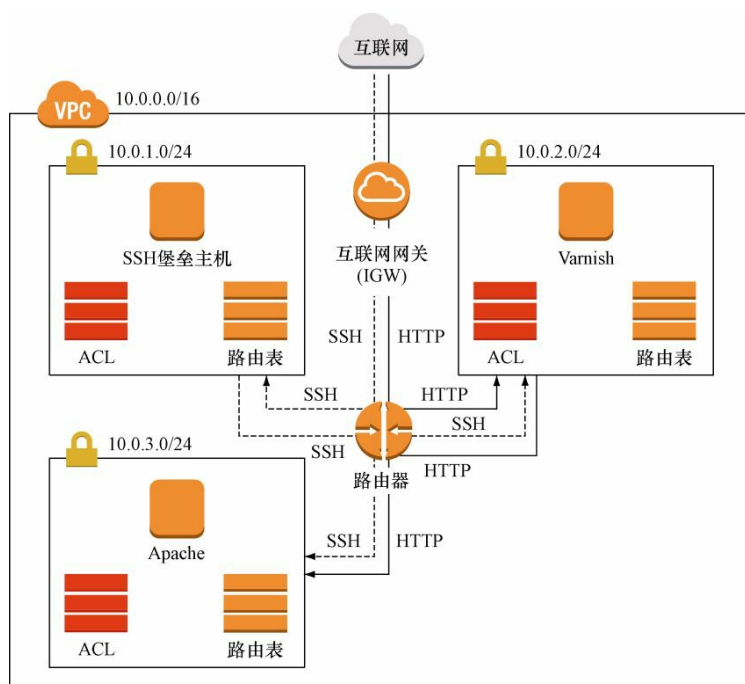 互联网
VPC
10.0.0.0/16
10.0.1.0/24
SSH堡垒主机
ACL
路由表
互联网网关
(IGW)
10.0.2.0/24
Varnish
ACL
路由表
SSH
HTTP
SSH
HTTP
SSH
SSH
HTTP
路由器
10.0.3.0/24
Apache
ACL
路由表
SSH
HTTP